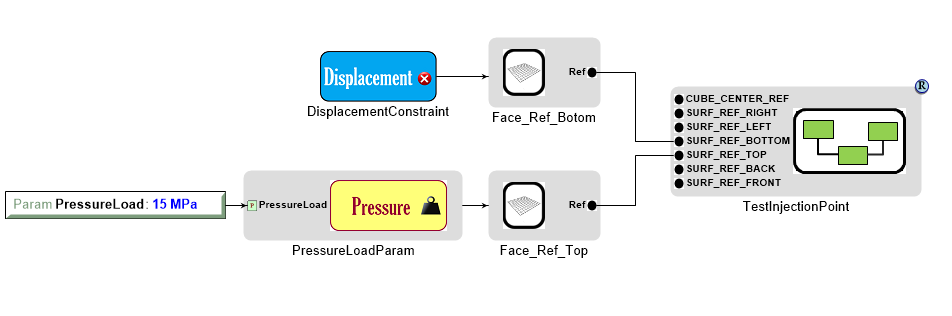 Displacement
DisplacementConstraint
Ref
Face_Ref_Botom
R
CUBE_CENTER_REF
SURF_REF_RIGHT
SURF_REF_LEFT
SURF_REF_BOTTOM
SURF_REF_TOP
SURF_REF_BACK
SURF_REF_FRONT
TestInjectionPoint
Param PressureLoad: 15 MPa
P PressureLoad
Pressure
PressureLoadParam
Ref
Face_Ref_Top